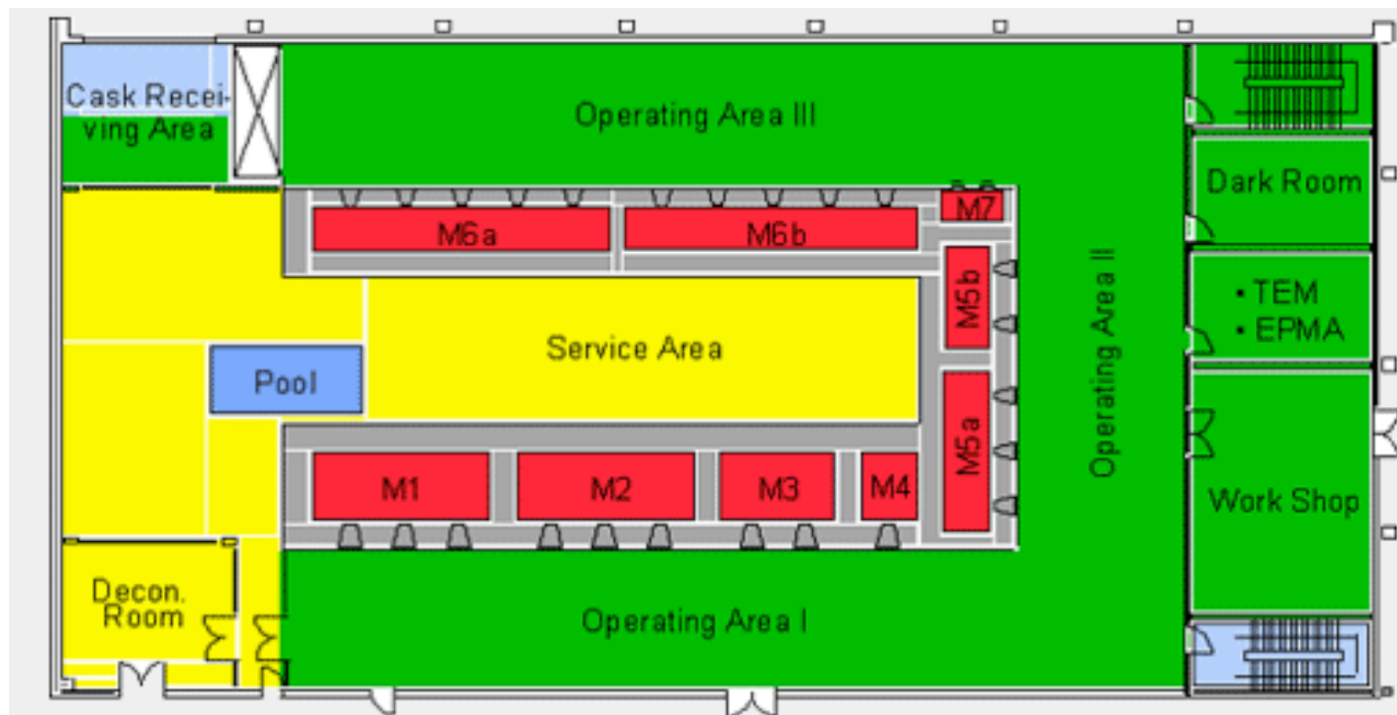 Cask Recei-
ving Area
Operating Area III
Dark Room
M6a
M6b
M7
M5b
Operating Area II
• TEM
• EPMA
Service Area
Pool
M5a
M1
M2
M3
M4
Work Shop
Decon.
Room
Operating Area I